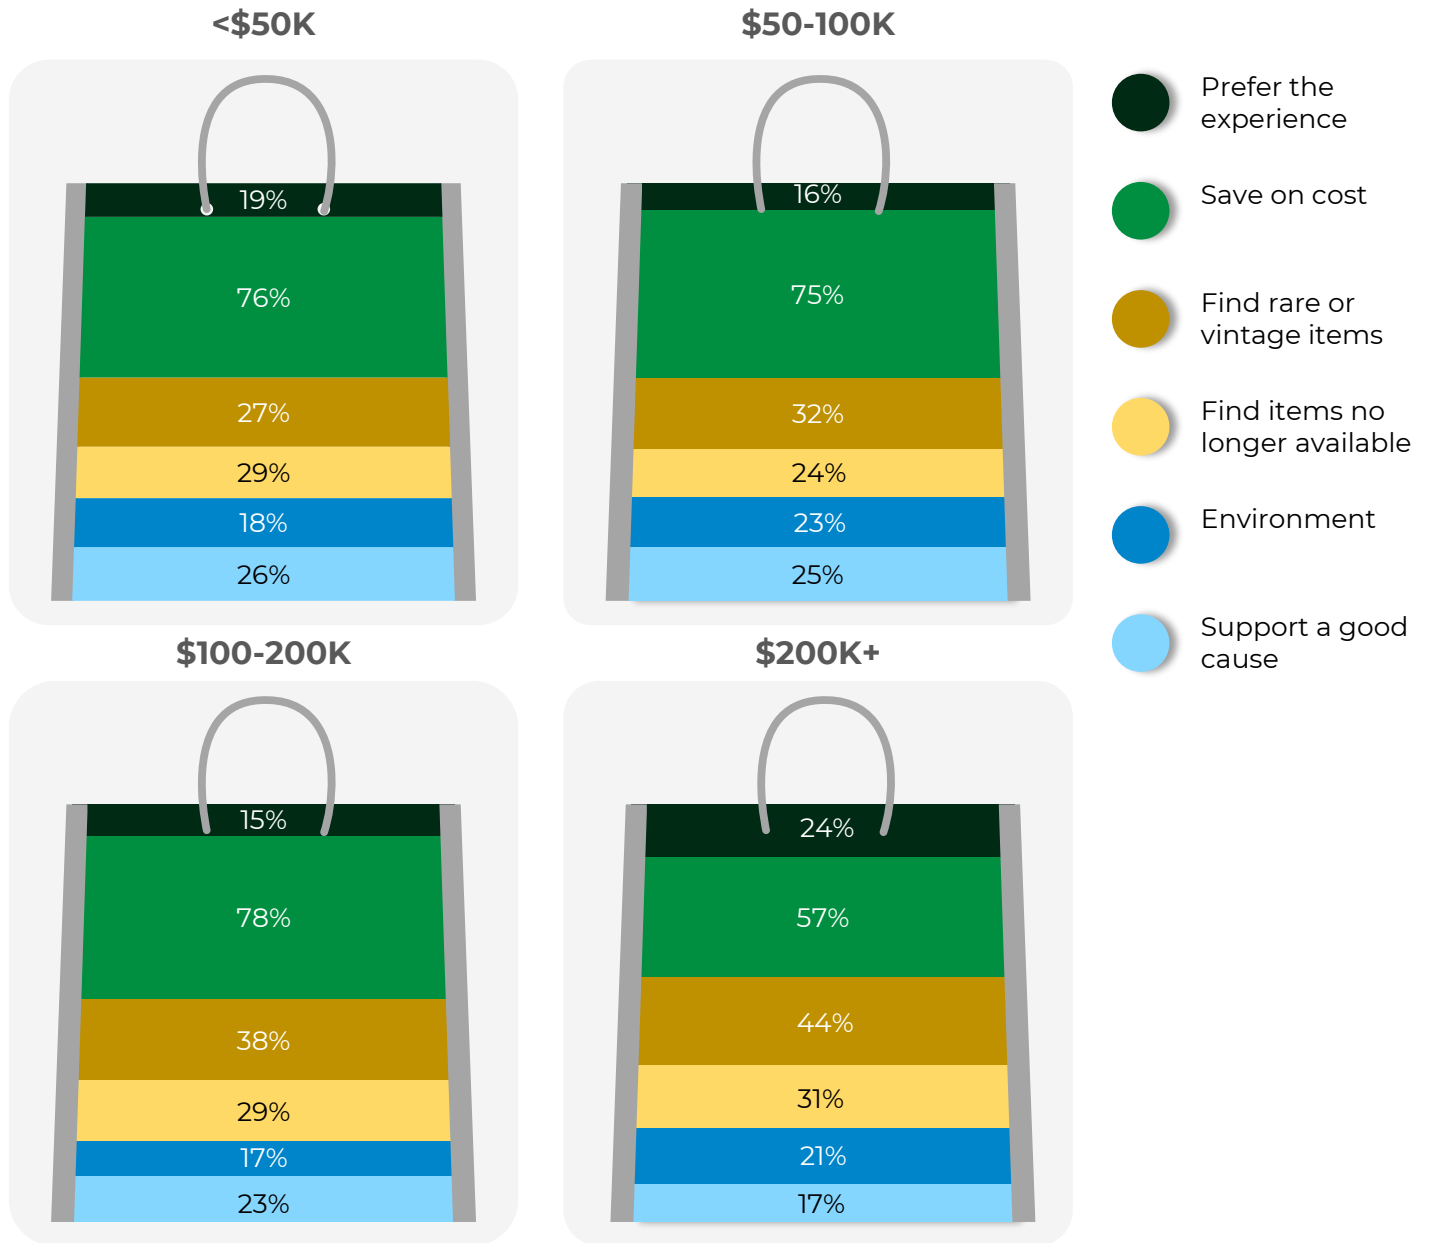 <$50K
$50-100K
19%
76%
27%
29%
18%
26%
16%
75%
32%
24%
23%
25%
Prefer the
experience
Save on cost
Find rare or
vintage items
Find items no
longer available
Environment
Support a good
cause
$100-200K
$200K+
15%
78%
38%
29%
17%
23%
24%
57%
44%
31%
21%
17%